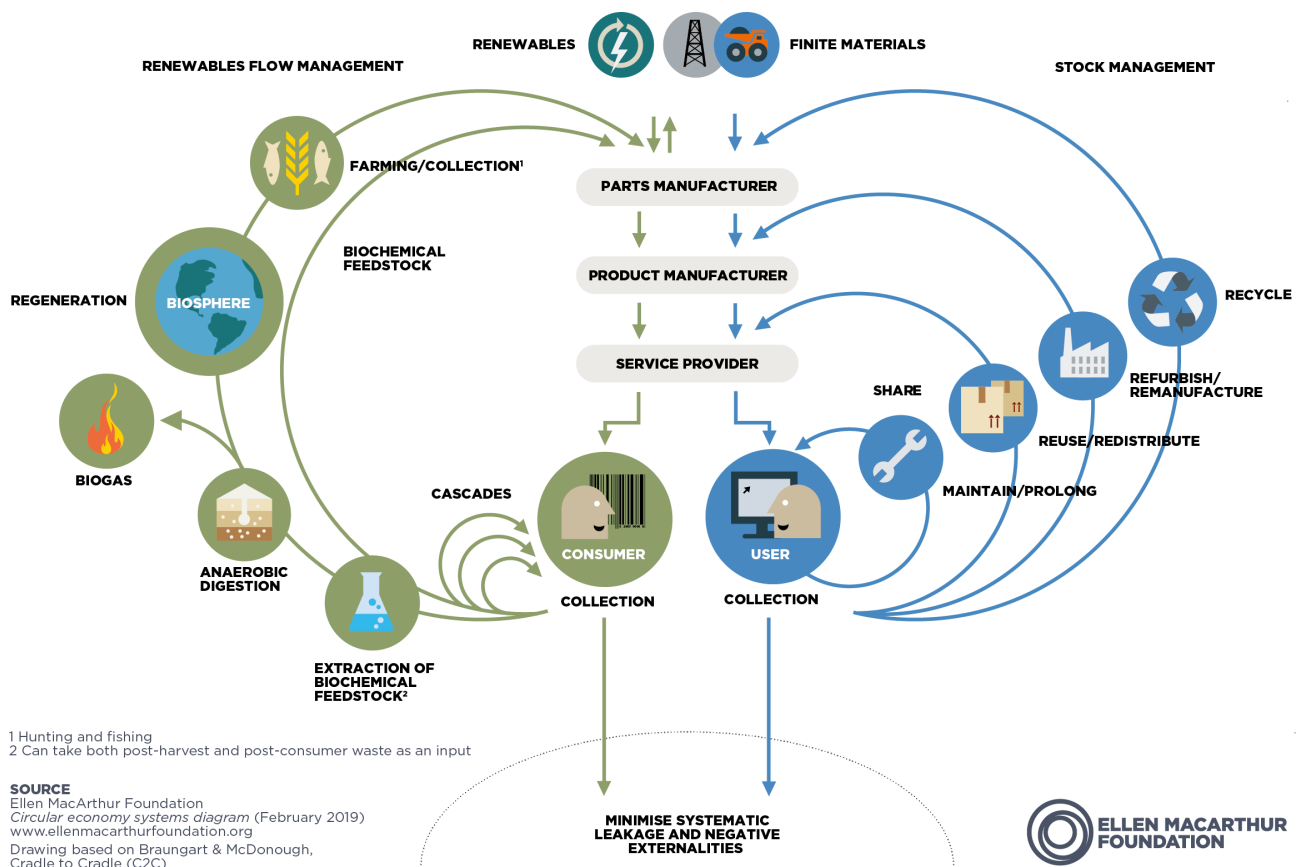 RENEWABLES
FINITE MATERIALS
RENEWABLES FLOW MANAGEMENT
STOCK MANAGEMENT
FARMING/COLLECTION¹
PARTS MANUFACTURER
BIOCHEMICAL
FEEDSTOCK
PRODUCT MANUFACTURER
REGENERATION
BIOSPHERE
RECYCLE
SERVICE PROVIDER
SHARE
REFURBISH/
REMANUFACTURE
REUSE/REDISTRIBUTE
BIOGAS
CASCADES
MAINTAIN/PROLONG
CONSUMER
USER
ANAEROBIC
DIGESTION
COLLECTION
COLLECTION
EXTRACTION OF
BIOCHEMICAL
FEEDSTOCK²
1 Hunting and fishing
2 Can take both post-harvest and post-consumer waste as an input
SOURCE
Ellen MacArthur Foundation
Circular economy systems diagram (February 2019)
www.ellenmacarthurfoundation.org
Drawing based on Braungart & McDonough,
Cradle to Cradle (C2C)
MINIMISE SYSTEMATIC
LEAKAGE AND NEGATIVE
EXTERNALITIES
ELLEN MACARTHUR
FOUNDATION